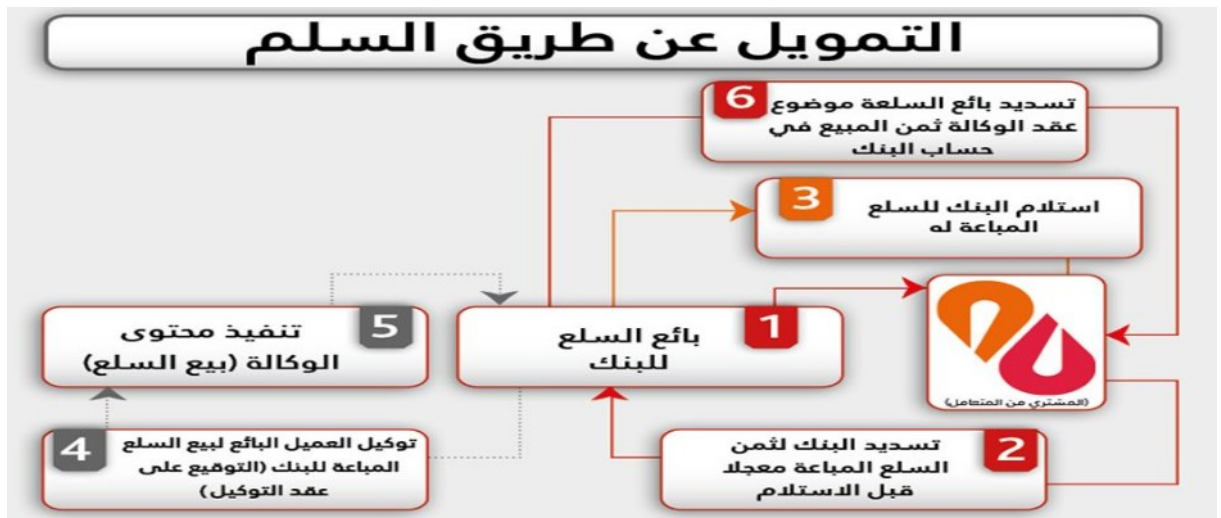 التمويل عن طريق السلم
6
تسديد بائع السلعة موضوع
عقد الوكالة ثمن المبيع في
حساب البنك
3
استلام البنك للسلع
المباعة له
1
بائع السلع
للبنك
5
تنفيذ محتوى
الوكالة (بيع السلع)
(المشتري من المتعامل)
4
توكيل العميل البائع لبيع السلع
المباعة للبنك (التوقيع على
عقد التوكيل)
2
تسديد البنك لثمن
السلع المباعة معجلا
قبل الاستلام